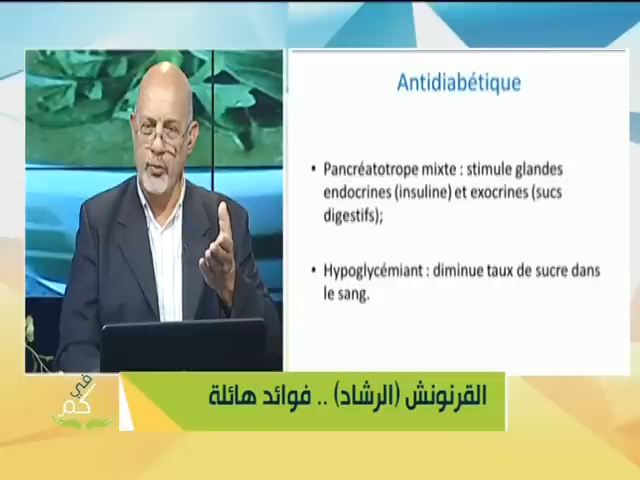 Antidiabétique
• Pancréatotrope mixte : stimule glandes
endocrines (insuline) et exocrines (sucs
digestifs);
• Hypoglycémiant : diminue taux de sucre dans
le sang.
القرنونش (الرشاد) .. فوائد هائلة
في
كم